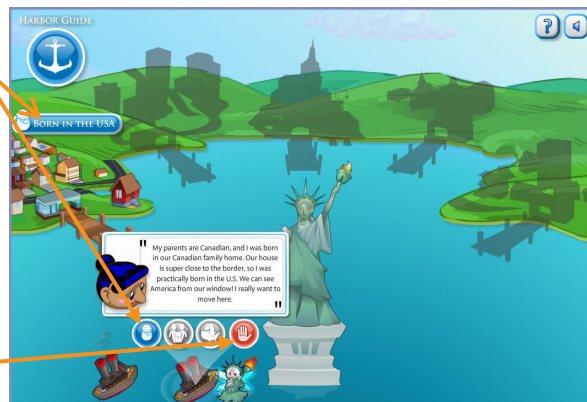 HARBOR GUIDE
BORN IN THE USA
" My parents are Canadian, and I was born
in our Canadian family home. Our house
is super close to the border, so I was
practically born in the U.S. We can see
America from our window! I really want to
move here. "
?